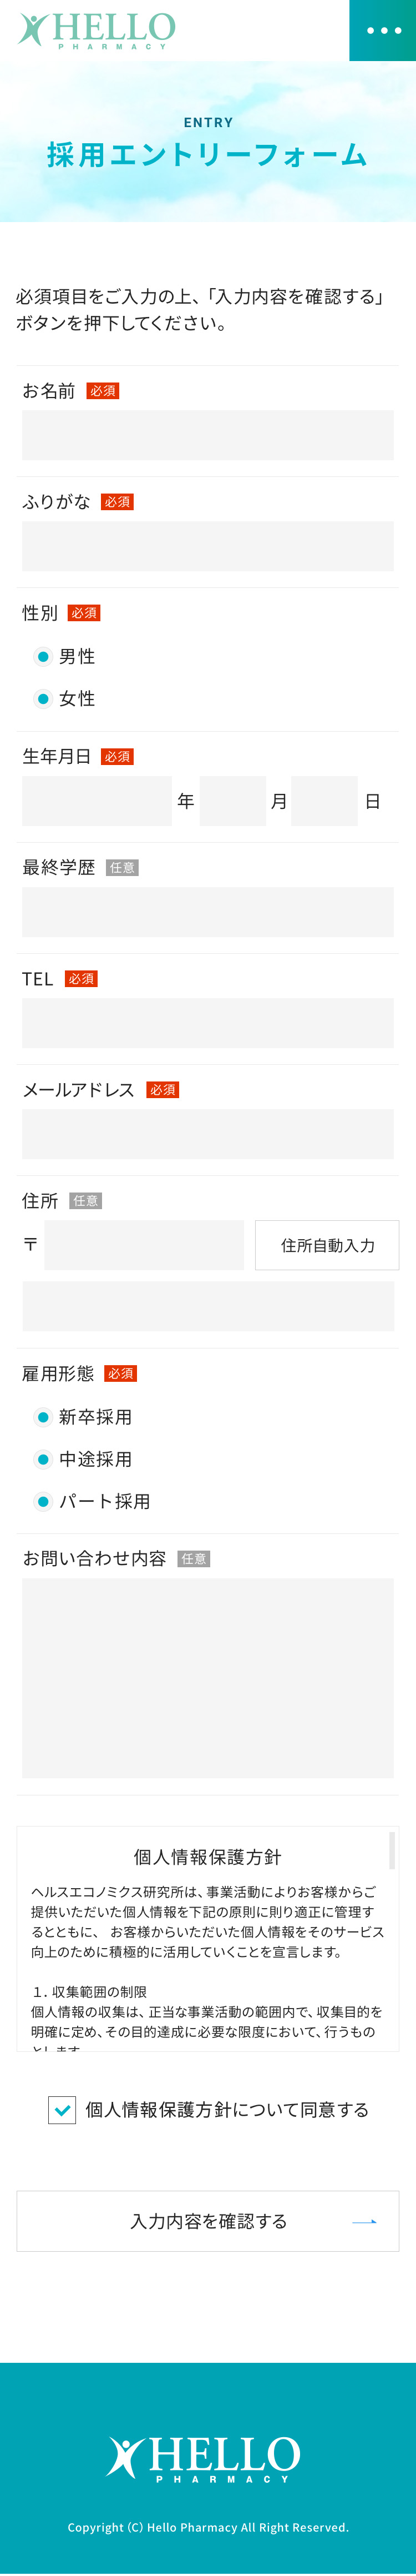 HELLO
PHARMACY
ENTRY
採用エントリーフォーム
必須項目をご入力の上、「入力内容を確認する」
ボタンを押下してください。
お名前 必須
ふりがな 必須
性別 必須
男性
女性
生年月日 必須
年 月 日
最終学歴 任意
TEL 必須
メールアドレス 必須
住所 任意
〒 住所自動入力
雇用形態 必須
新卒採用
中途採用
パート採用
お問い合わせ内容 任意
個人情報保護方針
ヘルスエコノミクス研究所は、事業活動によりお客様からご
提供いただいた個人情報を下記の原則に則り適正に管理す
るとともに、 お客様からいただいた個人情報をそのサービス
向上のために積極的に活用していくことを宣言します。
1. 収集範囲の制限
個人情報の収集は、正当な事業活動の範囲内で、収集目的を
明確に定め、その目的達成に必要な限度において、行うもの
とします
個人情報保護方針について同意する
入力内容を確認する
HELLO
PHARMACY
Copyright (C) Hello Pharmacy All Right Reserved.